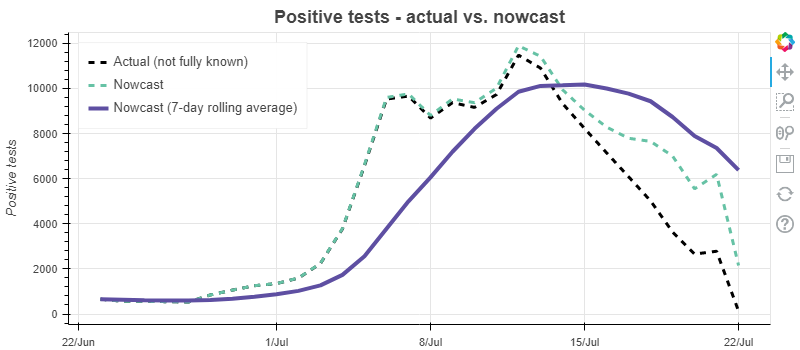 Positive tests - actual vs. nowcast
Actual (not fully known)
Nowcast
Nowcast (7-day rolling average)
Positive tests
12000
10000
8000
6000
4000
2000
0
22/Jun
1/Jul
8/Jul
15/Jul
22/Jul